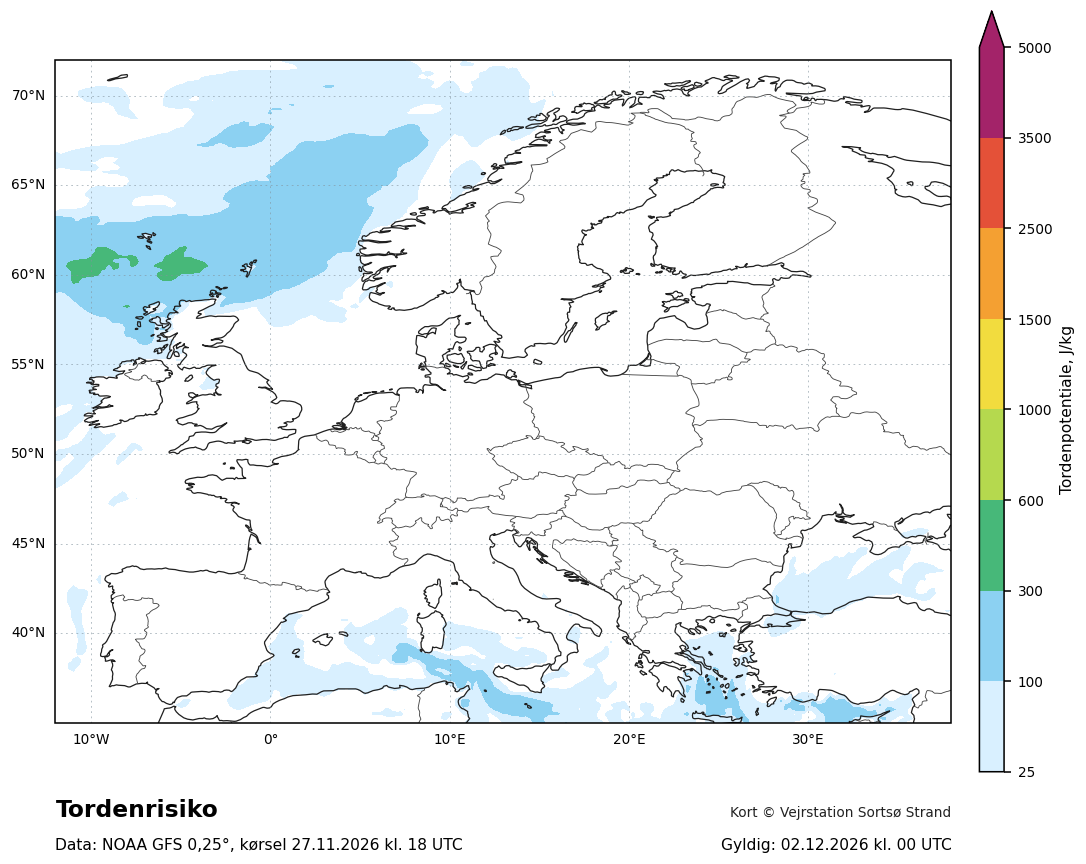 70°N
65°N
60°N
55°N
50°N
45°N
40°N
10°W
0°
10°E
20°E
30°E
5000
3500
2500
1500
1000
600
300
100
25
Tordenpotentiale, J/kg
Tordenrisiko
Kort © Vejrstation Sortsø Strand
Data: NOAA GFS 0,25°, kørsel 27.11.2026 kl. 18 UTC
Gyldig: 02.12.2026 kl. 00 UTC